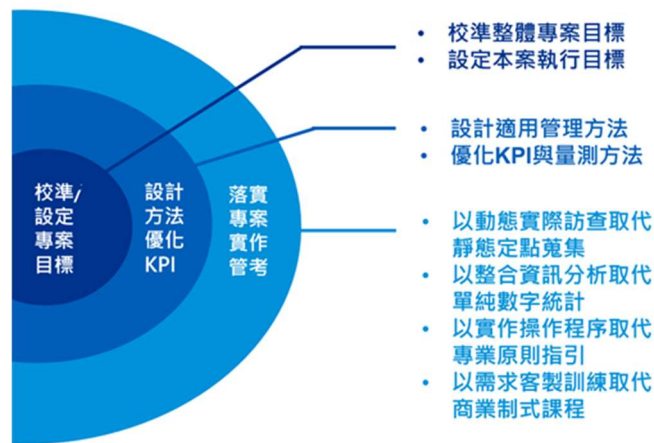 校準/
設定
專案
目標
設計
方法
優化
KPI
落實
專案
實作
管考
• 校準整體專案目標
• 設定本案執行目標
• 設計適用管理方法
• 優化KPI與量測方法
• 以動態實際訪查取代
靜態定點蒐集
• 以整合資訊分析取代
單純數字統計
• 以實作操作程序取代
專業原則指引
• 以需求客製訓練取代
商業制式課程